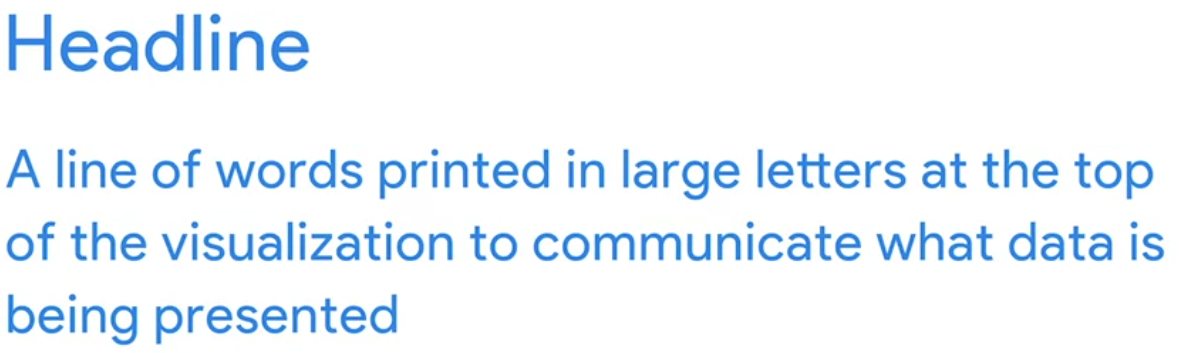 Headline
A line of words printed in large letters at the top
of the visualization to communicate what data is
being presented